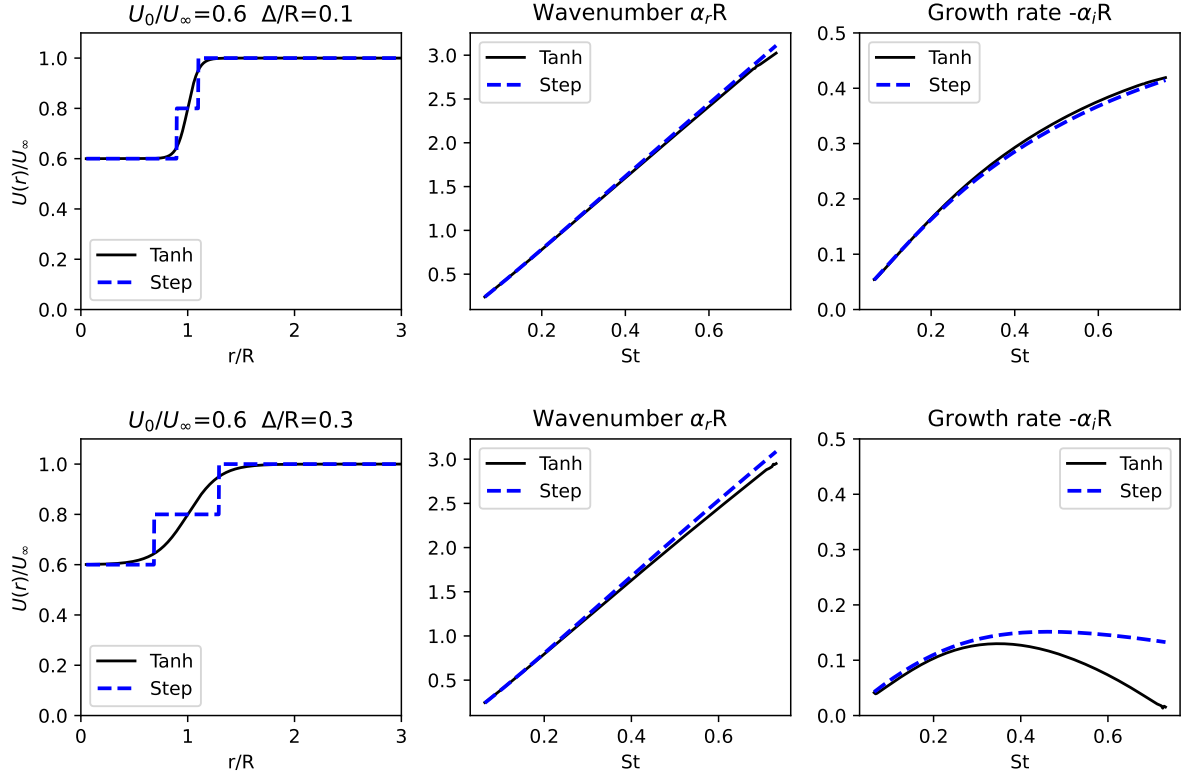 U₀/U∞=0.6 Δ/R=0.1
U(r)/U∞
1.0
0.8
0.6
0.4
0.2
0.0
Tanh
Step
0
1
2
3
r/R
Wavenumber αᵣR
3.0
2.5
2.0
1.5
1.0
0.5
Tanh
Step
0.2
0.4
0.6
St
Growth rate -αᵢR
0.5
0.4
0.3
0.2
0.1
0.0
Tanh
Step
0.2
0.4
0.6
St
U₀/U∞=0.6 Δ/R=0.3
U(r)/U∞
1.0
0.8
0.6
0.4
0.2
0.0
Tanh
Step
0
1
2
3
r/R
Wavenumber αᵣR
3.0
2.5
2.0
1.5
1.0
0.5
Tanh
Step
0.2
0.4
0.6
St
Growth rate -αᵢR
0.5
0.4
0.3
0.2
0.1
0.0
Tanh
Step
0.2
0.4
0.6
St